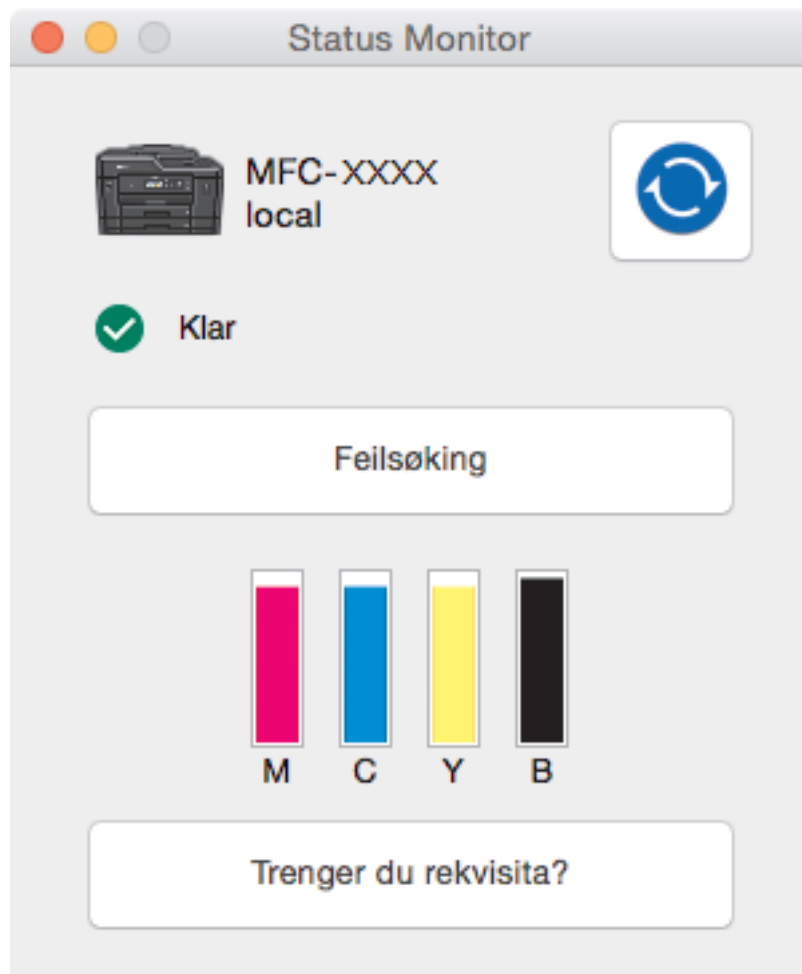 Status Monitor
MFC-XXXX
local
Klar
Feilsøking
M C Y B
Trenger du rekvisita?